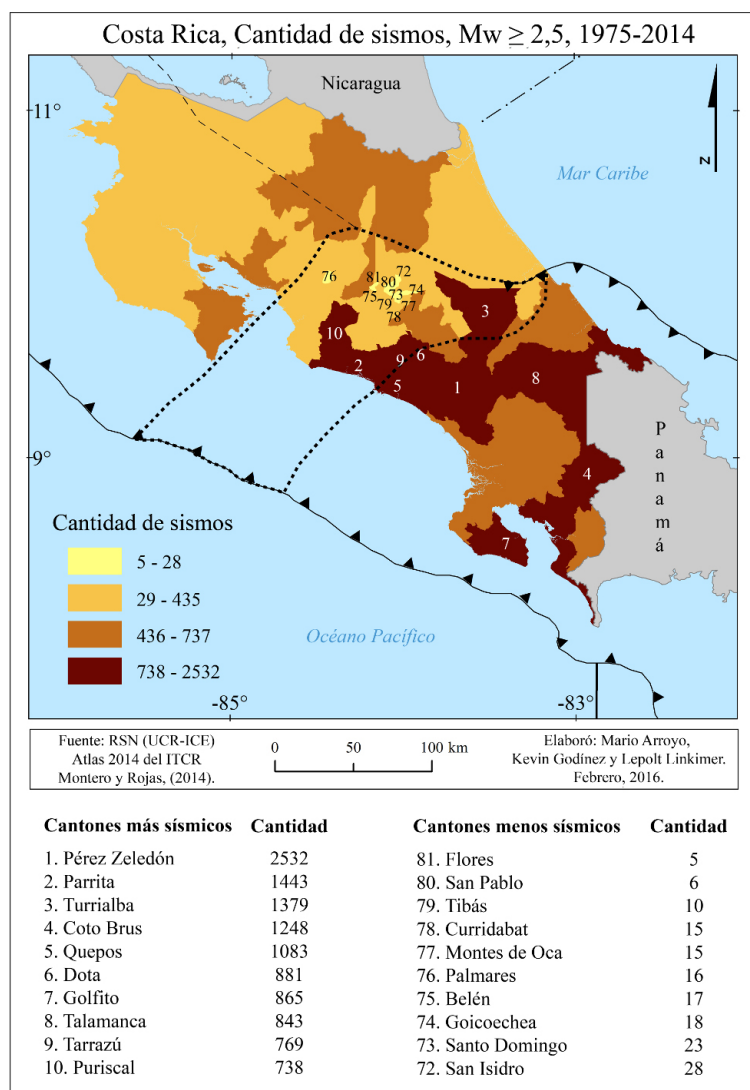 Costa Rica, Cantidad de sismos, Mw ≥ 2,5, 1975-2014
Nicaragua
11°
N
Mar Caribe
76
72
81
80
74
75
73
79
77
78
10
3
9
6
2
5
1
8
9°
4
Panamá
7
Cantidad de sismos
5 - 28
29 - 435
436 - 737
738 - 2532
Océano Pacífico
-85°
-83°
Fuente: RSN (UCR-ICE)
Atlas 2014 del ITCR
Montero y Rojas, (2014).
0 50 100 km
Elaboró: Mario Arroyo,
Kevin Godínez y Lepolt Linkimer.
Febrero, 2016.
Cantones más sísmicos Cantidad
1. Pérez Zeledón 2532
2. Parrita 1443
3. Turrialba 1379
4. Coto Brus 1248
5. Quepos 1083
6. Dota 881
7. Golfito 865
8. Talamanca 843
9. Tarrazú 769
10. Puriscal 738
Cantones menos sísmicos Cantidad
81. Flores 5
80. San Pablo 6
79. Tibás 10
78. Curridabat 15
77. Montes de Oca 15
76. Palmares 16
75. Belén 17
74. Goicoechea 18
73. Santo Domingo 23
72. San Isidro 28